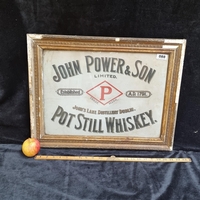 JOHN POWER & SON
LIMITED.
Established
P
A.D. 1791.
JOHN'S LANE DISTILLERY DUBLIN.
POT STILL WHISKEY.